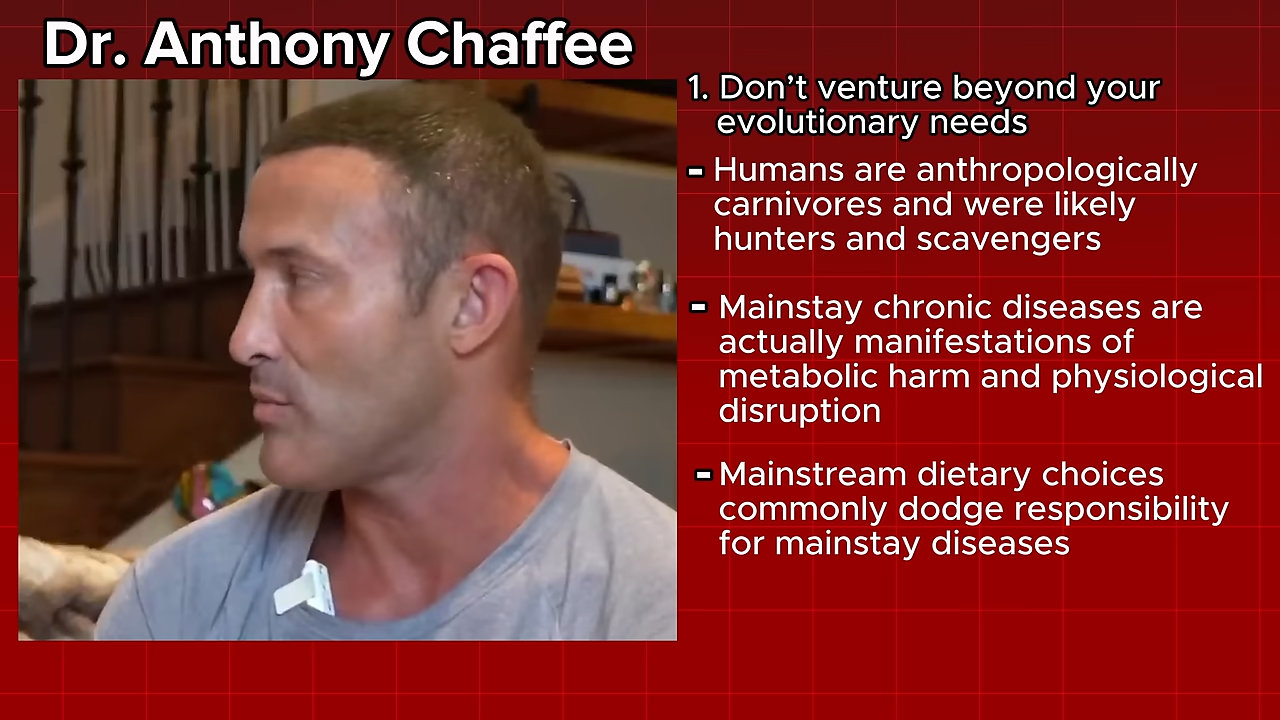 Dr. Anthony Chaffee
1. Don’t venture beyond your
evolutionary needs
- Humans are anthropologically
carnivores and were likely
hunters and scavengers
- Mainstay chronic diseases are
actually manifestations of
metabolic harm and physiological
disruption
- Mainstream dietary choices
commonly dodge responsibility
for mainstay diseases